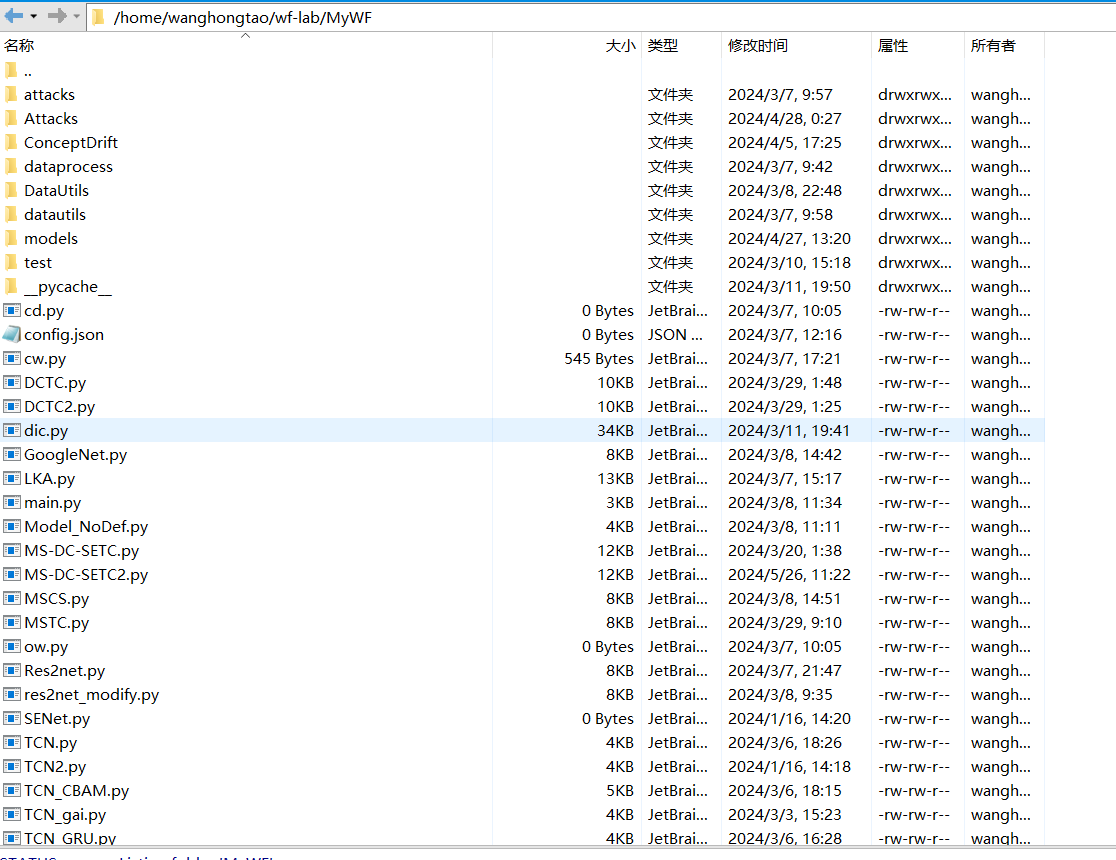 /home/wanghongtao/wf-lab/MyWF
名称 大小 类型 修改时间 属性 所有者
..
attacks 文件夹 2024/3/7, 9:57 drwxrwx... wangh...
Attacks 文件夹 2024/4/28, 0:27 drwxrwx... wangh...
ConceptDrift 文件夹 2024/4/5, 17:25 drwxrwx... wangh...
dataprocess 文件夹 2024/3/7, 9:42 drwxrwx... wangh...
DataUtils 文件夹 2024/3/8, 22:48 drwxrwx... wangh...
datautils 文件夹 2024/3/7, 9:58 drwxrwx... wangh...
models 文件夹 2024/4/27, 13:20 drwxrwx... wangh...
test 文件夹 2024/3/10, 15:18 drwxrwx... wangh...
__pycache__ 文件夹 2024/3/11, 19:50 drwxrwx... wangh...
cd.py 0 Bytes JetBrai... 2024/3/7, 10:05 -rw-rw-r-- wangh...
config.json 0 Bytes JSON ... 2024/3/7, 12:16 -rw-rw-r-- wangh...
cw.py 545 Bytes JetBrai... 2024/3/7, 17:21 -rw-rw-r-- wangh...
DCTC.py 10KB JetBrai... 2024/3/29, 1:48 -rw-rw-r-- wangh...
DCTC2.py 10KB JetBrai... 2024/3/29, 1:25 -rw-rw-r-- wangh...
dic.py 34KB JetBrai... 2024/3/11, 19:41 -rw-rw-r-- wangh...
GoogleNet.py 8KB JetBrai... 2024/3/8, 14:42 -rw-rw-r-- wangh...
LKA.py 13KB JetBrai... 2024/3/7, 15:17 -rw-rw-r-- wangh...
main.py 3KB JetBrai... 2024/3/8, 11:34 -rw-rw-r-- wangh...
Model_NoDef.py 4KB JetBrai... 2024/3/8, 11:11 -rw-rw-r-- wangh...
MS-DC-SETC.py 12KB JetBrai... 2024/3/20, 1:38 -rw-rw-r-- wangh...
MS-DC-SETC2.py 12KB JetBrai... 2024/5/26, 11:22 -rw-rw-r-- wangh...
MSCS.py 8KB JetBrai... 2024/3/8, 14:51 -rw-rw-r-- wangh...
MSTC.py 8KB JetBrai... 2024/3/29, 9:10 -rw-rw-r-- wangh...
ow.py 0 Bytes JetBrai... 2024/3/7, 10:05 -rw-rw-r-- wangh...
Res2net.py 8KB JetBrai... 2024/3/7, 21:47 -rw-rw-r-- wangh...
res2net_modify.py 8KB JetBrai... 2024/3/8, 9:35 -rw-rw-r-- wangh...
SENet.py 0 Bytes JetBrai... 2024/1/16, 14:20 -rw-rw-r-- wangh...
TCN.py 4KB JetBrai... 2024/3/6, 18:26 -rw-rw-r-- wangh...
TCN2.py 4KB JetBrai... 2024/1/16, 14:18 -rw-rw-r-- wangh...
TCN_CBAM.py 5KB JetBrai... 2024/3/6, 18:15 -rw-rw-r-- wangh...
TCN_gai.py 4KB JetBrai... 2024/3/3, 15:23 -rw-rw-r-- wangh...
TCN_GRU.py 4KB JetBrai... 2024/3/6, 16:28 -rw-rw-r-- wangh...